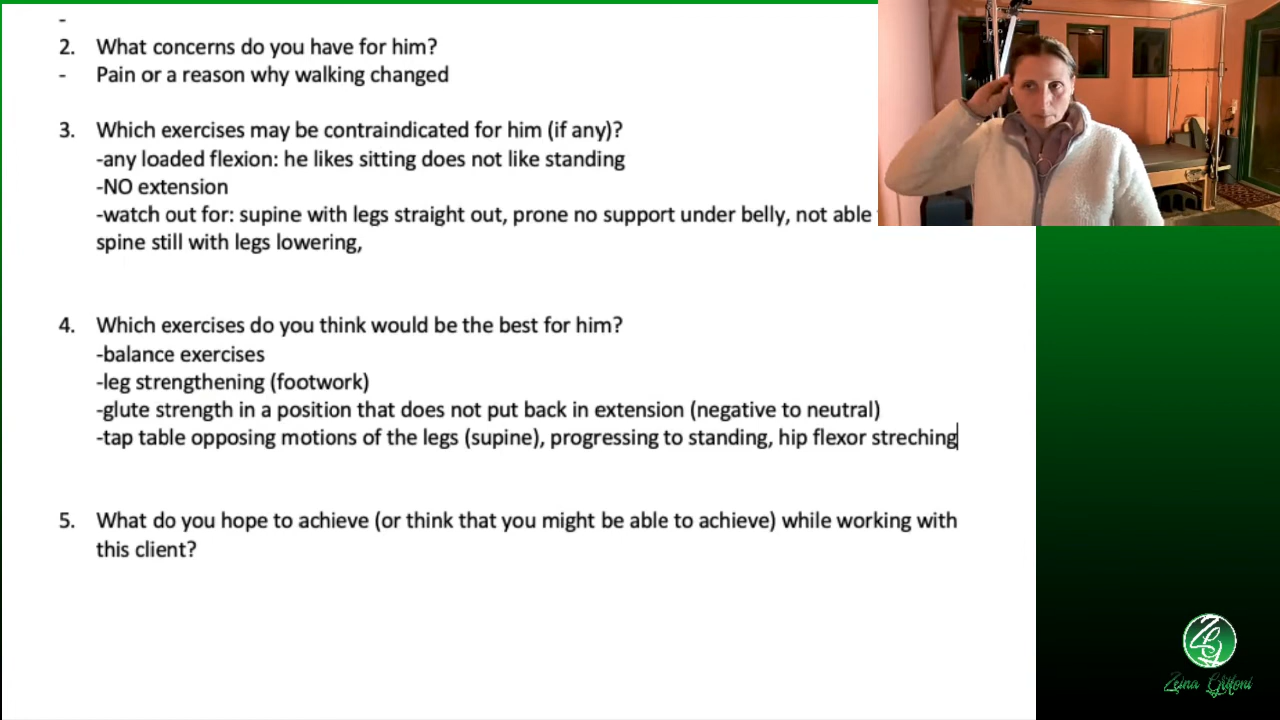 -
2. What concerns do you have for him?
- Pain or a reason why walking changed
3. Which exercises may be contraindicated for him (if any)?
-any loaded flexion: he likes sitting does not like standing
-NO extension
-watch out for: supine with legs straight out, prone no support under belly, not able
spine still with legs lowering,
4. Which exercises do you think would be the best for him?
-balance exercises
-leg strengthening (footwork)
-glute strength in a position that does not put back in extension (negative to neutral)
-tap table opposing motions of the legs (supine), progressing to standing, hip flexor streching
5. What do you hope to achieve (or think that you might be able to achieve) while working with
this client?
ZG
Zeina Grifoni